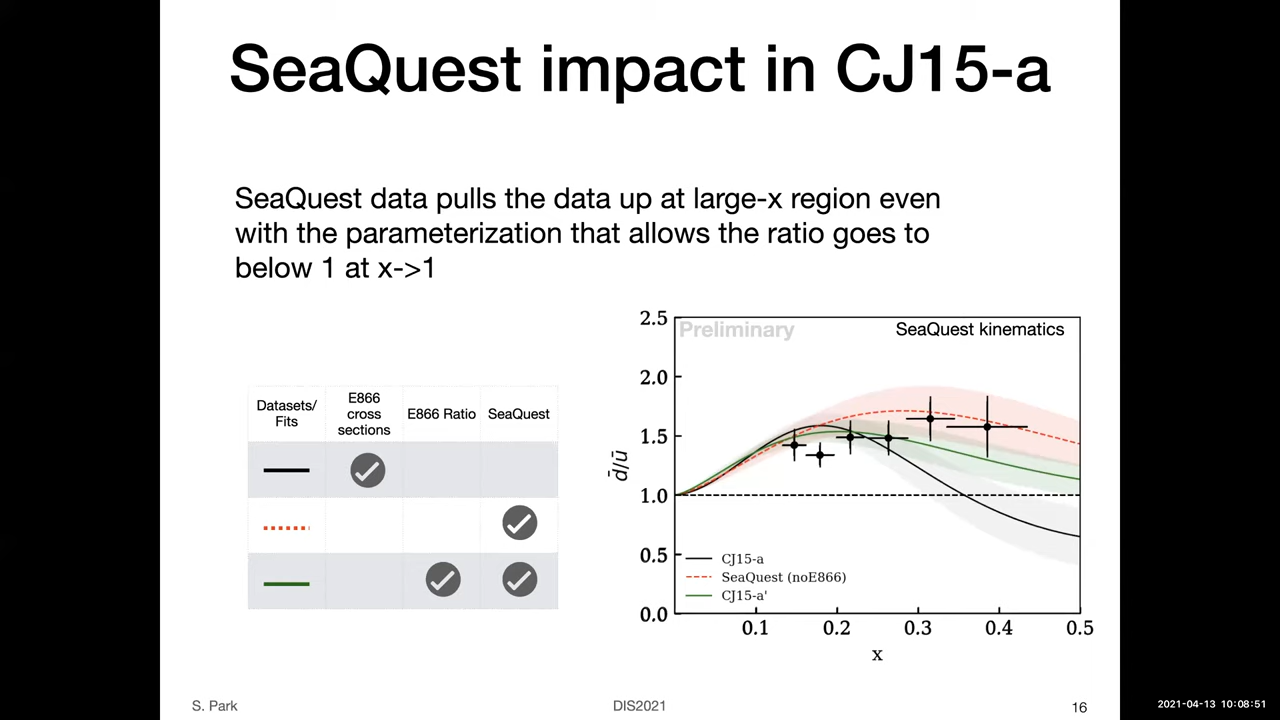 SeaQuest impact in CJ15-a
SeaQuest data pulls the data up at large-x region even
with the parameterization that allows the ratio goes to
below 1 at x->1
Datasets/
Fits
E866
cross
sections
E866 Ratio
SeaQuest
Preliminary
SeaQuest kinematics
2.5
2.0
1.5
1.0
0.5
0.0
d̄/ū
CJ15-a
SeaQuest (noE866)
CJ15-a'
0.1 0.2 0.3 0.4 0.5
x
S. Park
DIS2021
16
2021-04-13 10:08:51